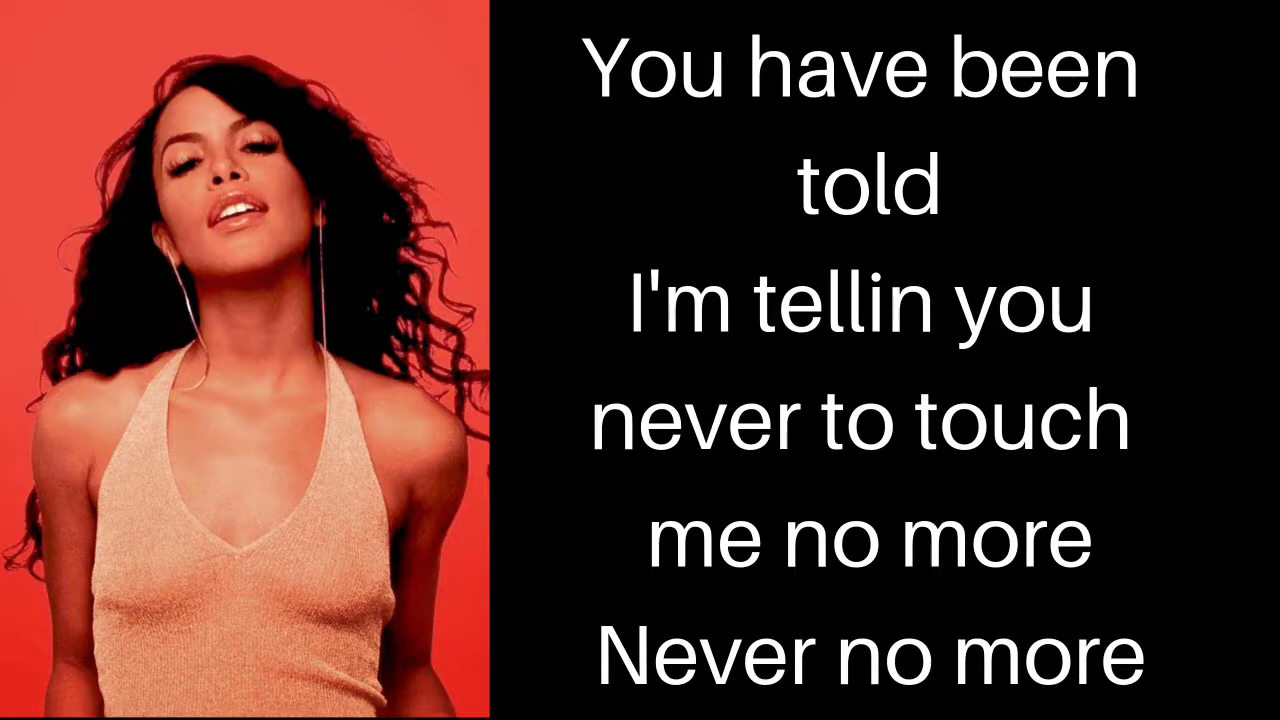 You have been
told
I'm tellin you
never to touch
me no more
Never no more